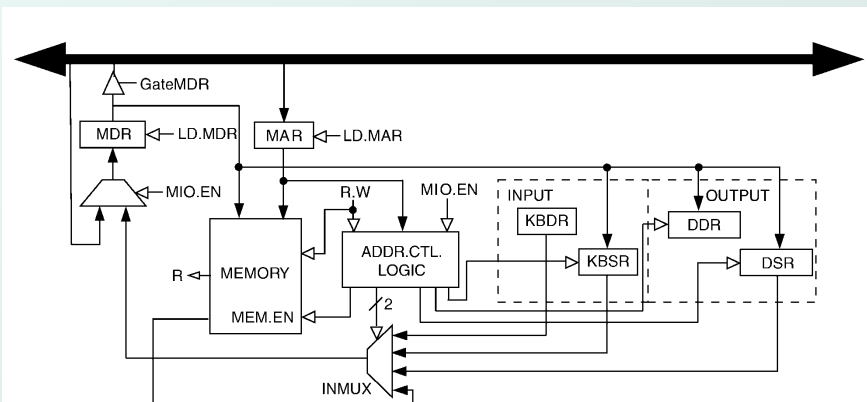 GateMDR
MDR
LD.MDR
MAR
LD.MAR
MIO.EN
R.W
MIO.EN
INPUT
OUTPUT
KBDR
DDR
ADDR.CTL.
LOGIC
KBSR
DSR
R
MEMORY
MEM.EN
2
INMUX